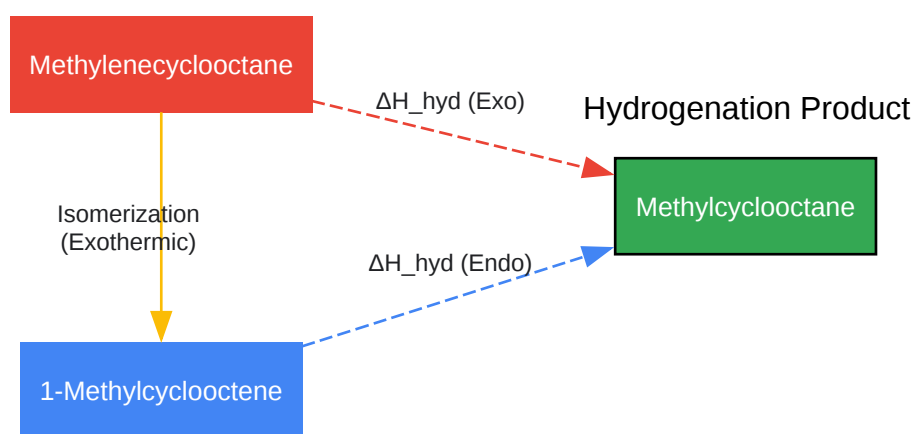 Methylenecyclooctane
ΔH_hyd (Exo)
Hydrogenation Product
Methylcyclooctane
Isomerization
(Exothermic)
ΔH_hyd (Endo)
1-Methylcyclooctene